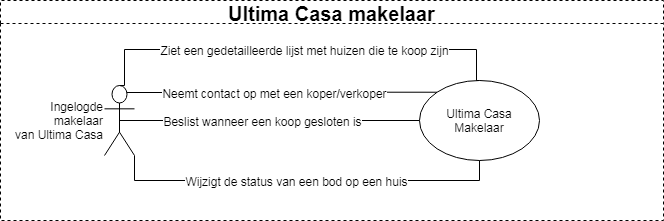 Ultima Casa makelaar
Ziet een gedetailleerde lijst met huizen die te koop zijn
Neemt contact op met een koper/verkoper
Ingelogde
makelaar
van Ultima Casa
Beslist wanneer een koop gesloten is
Ultima Casa
Makelaar
Wijzigt de status van een bod op een huis